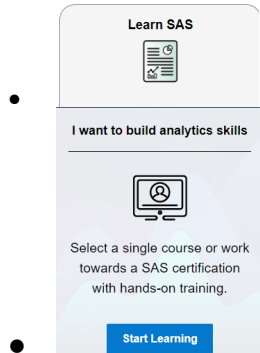 Learn SAS
I want to build analytics skills
Select a single course or work
towards a SAS certification
with hands-on training.
Start Learning